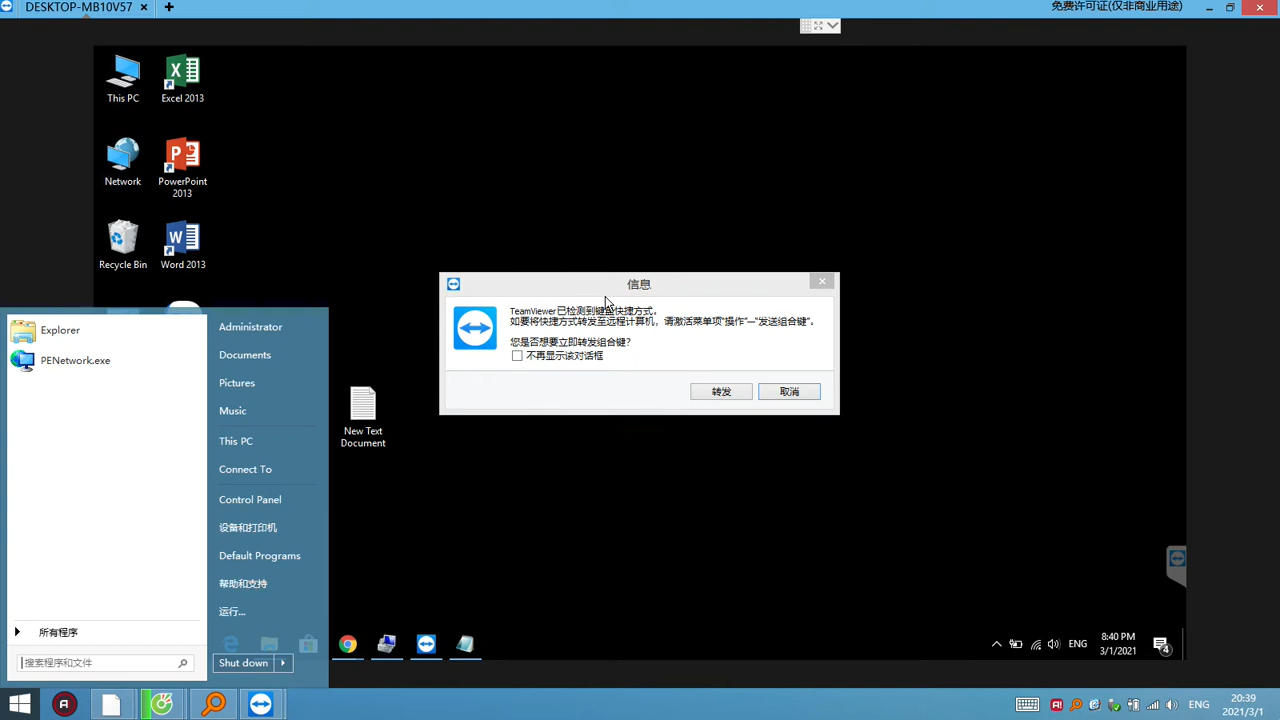 DESKTOP-MB10V57
免费许可证(仅非商业用途)
This PC
Excel 2013
Network
PowerPoint
2013
Recycle Bin
Word 2013
信息
TeamViewer已检测到键盘快捷方式。
如要将快捷方式转发至远程计算机，请激活菜单项“操作”—“发送组合键”。
您是否想要立即转发组合键?
不再显示该对话框
转发
取消
New Text
Document
Explorer
PENetwork.exe
所有程序
搜索程序和文件
Administrator
Documents
Pictures
Music
This PC
Connect To
Control Panel
设备和打印机
Default Programs
帮助和支持
运行...
Shut down
ENG
8:40 PM
3/1/2021
4
ENG
20:39
2021/3/1